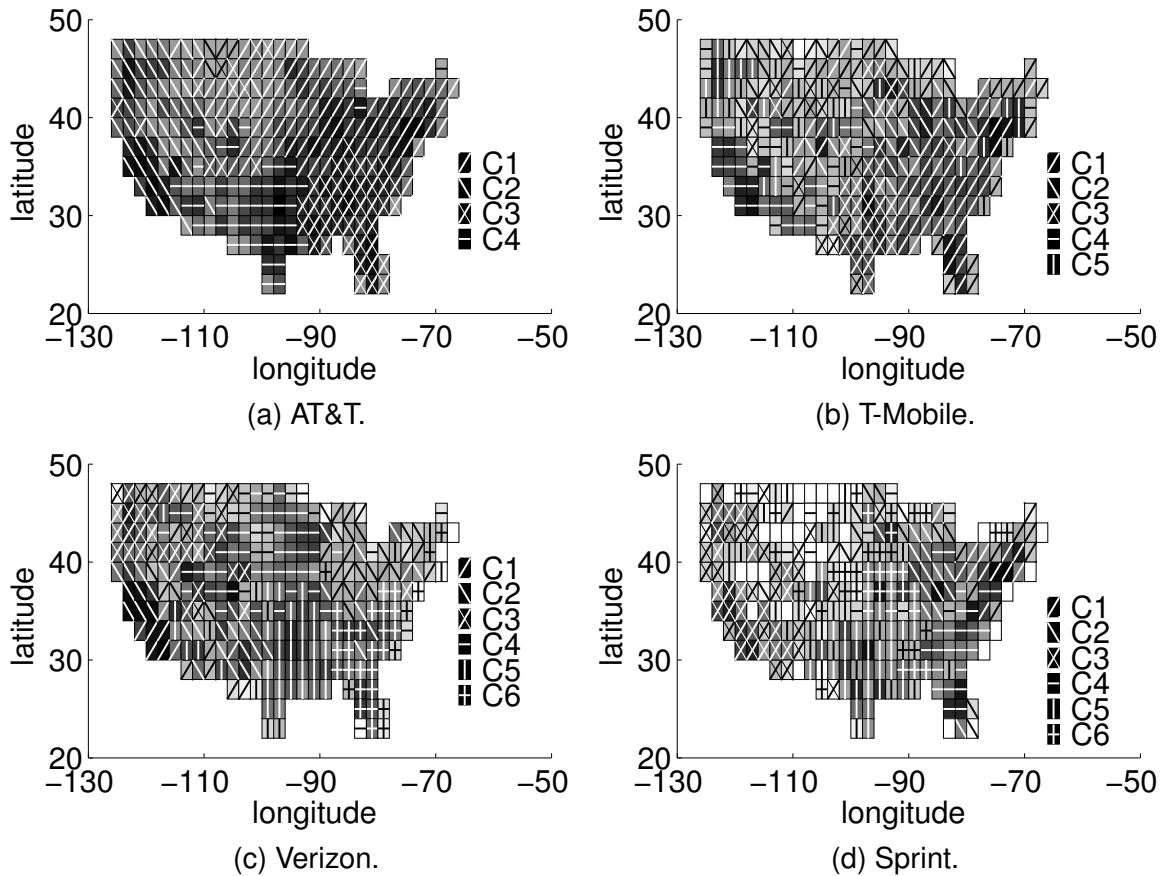 50
40
30
20
latitude
−130
−110
−90
−70
−50
longitude
C1
C2
C3
C4
(a) AT&T.
50
40
30
20
latitude
−130
−110
−90
−70
−50
longitude
C1
C2
C3
C4
C5
(b) T-Mobile.
50
40
30
20
latitude
−130
−110
−90
−70
−50
longitude
C1
C2
C3
C4
C5
C6
(c) Verizon.
50
40
30
20
latitude
−130
−110
−90
−70
−50
longitude
C1
C2
C3
C4
C5
C6
(d) Sprint.